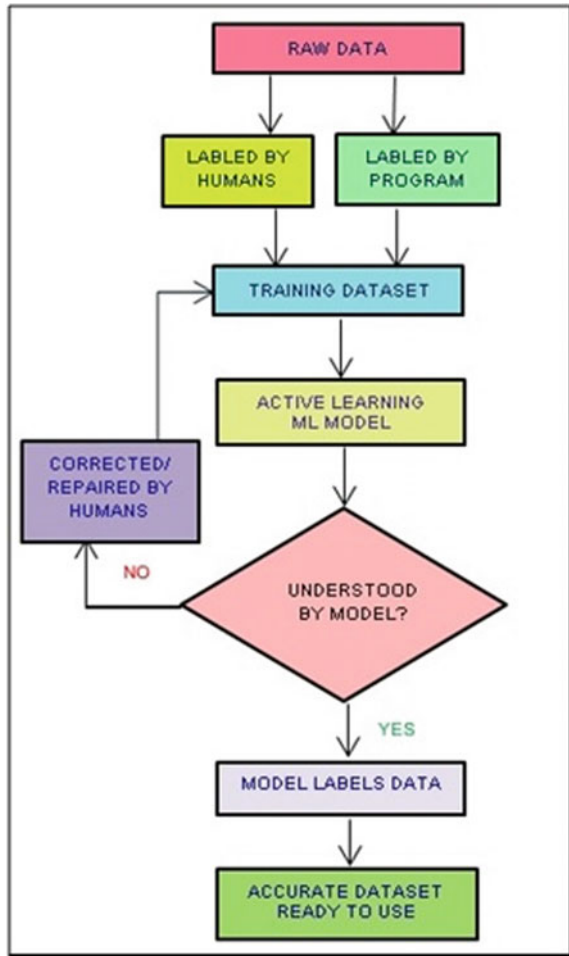 RAW DATA
LABLED BY
HUMANS
LABLED BY
PROGRAM
TRAINING DATASET
ACTIVE LEARNING
ML MODEL
CORRECTED/
REPAIRED BY
HUMANS
NO
UNDERSTOOD
BY MODEL?
YES
MODEL LABELS DATA
ACCURATE DATASET
READY TO USE